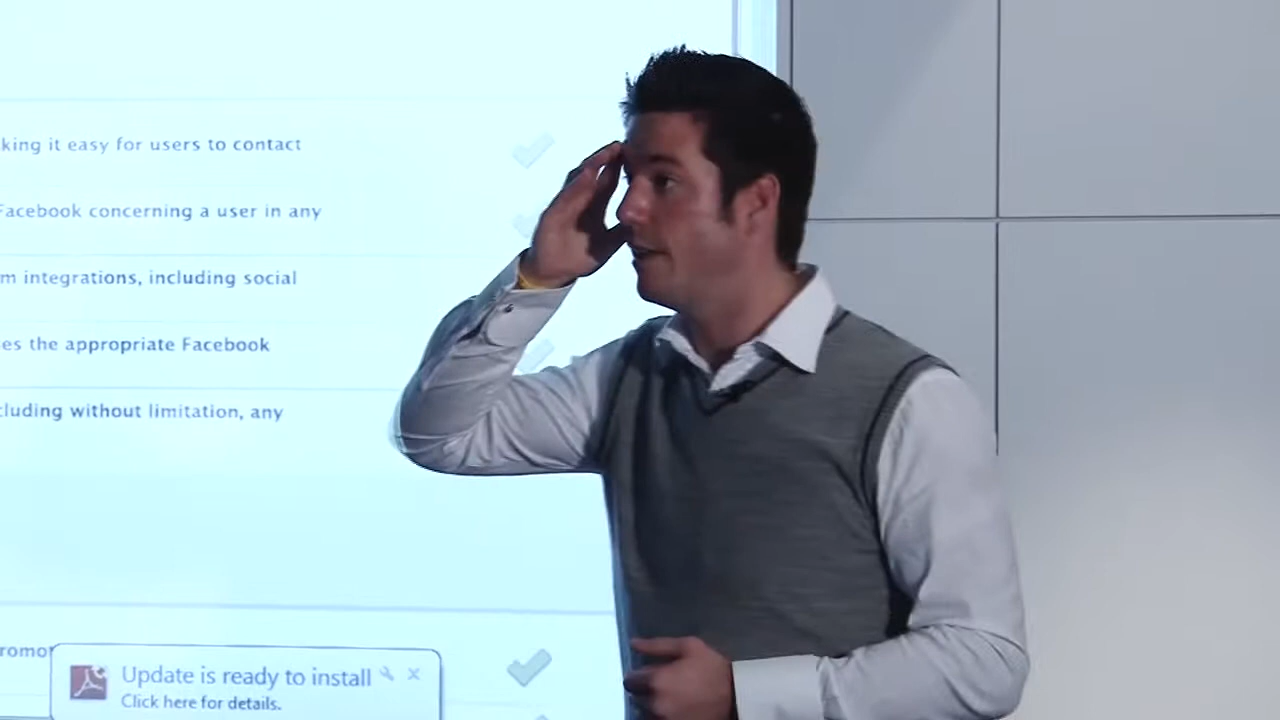 king it easy for users to contact
Facebook concerning a user in any
m integrations, including social
es the appropriate Facebook
cluding without limitation, any
romo
Update is ready to install
Click here for details.